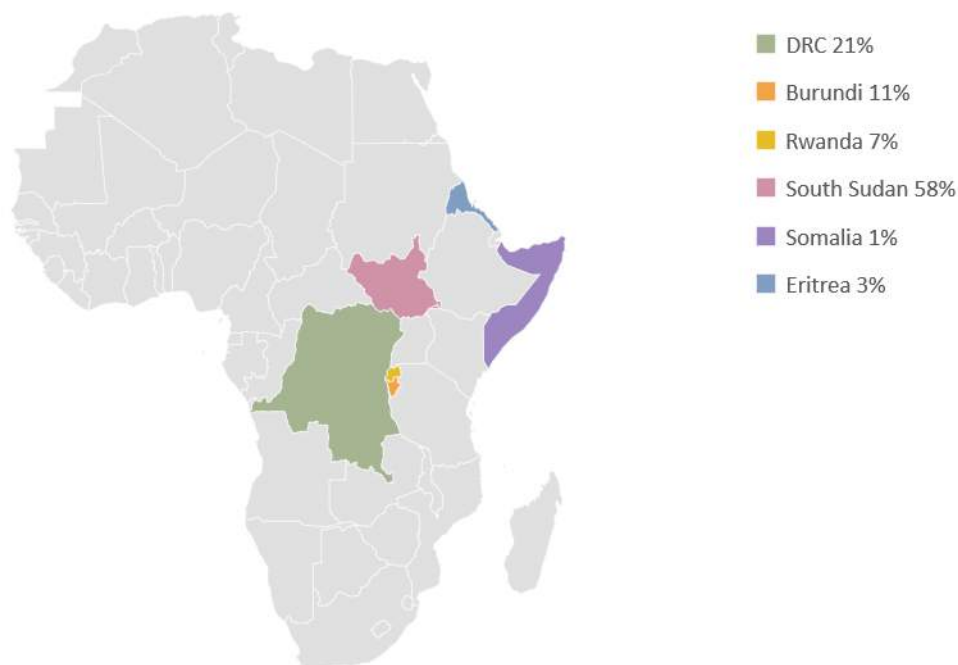 DRC 21%
Burundi 11%
Rwanda 7%
South Sudan 58%
Somalia 1%
Eritrea 3%